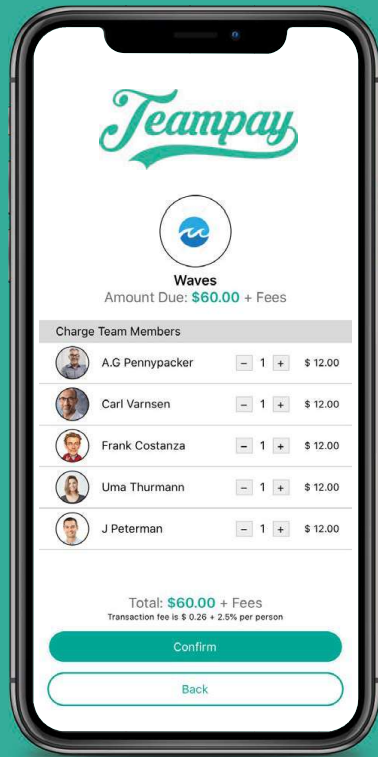 Teampay
Waves
Amount Due: $60.00 + Fees
Charge Team Members
A.G Pennypacker - 1 + $ 12.00
Carl Varnsen - 1 + $ 12.00
Frank Costanza - 1 + $ 12.00
Uma Thurmann - 1 + $ 12.00
J Peterman - 1 + $ 12.00
Total: $60.00 + Fees
Transaction fee is $ 0.26 + 2.5% per person
Confirm
Back